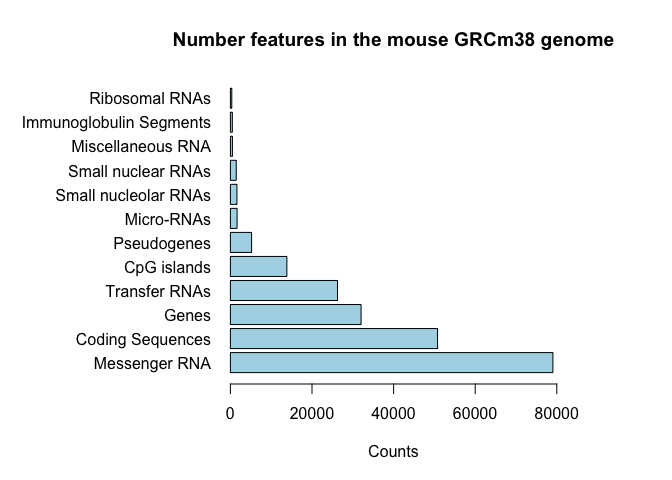 Number features in the mouse GRCm38 genome
Ribosomal RNAs
Immunoglobulin Segments
Miscellaneous RNA
Small nuclear RNAs
Small nucleolar RNAs
Micro-RNAs
Pseudogenes
CpG islands
Transfer RNAs
Genes
Coding Sequences
Messenger RNA
0 20000 40000 60000 80000
Counts